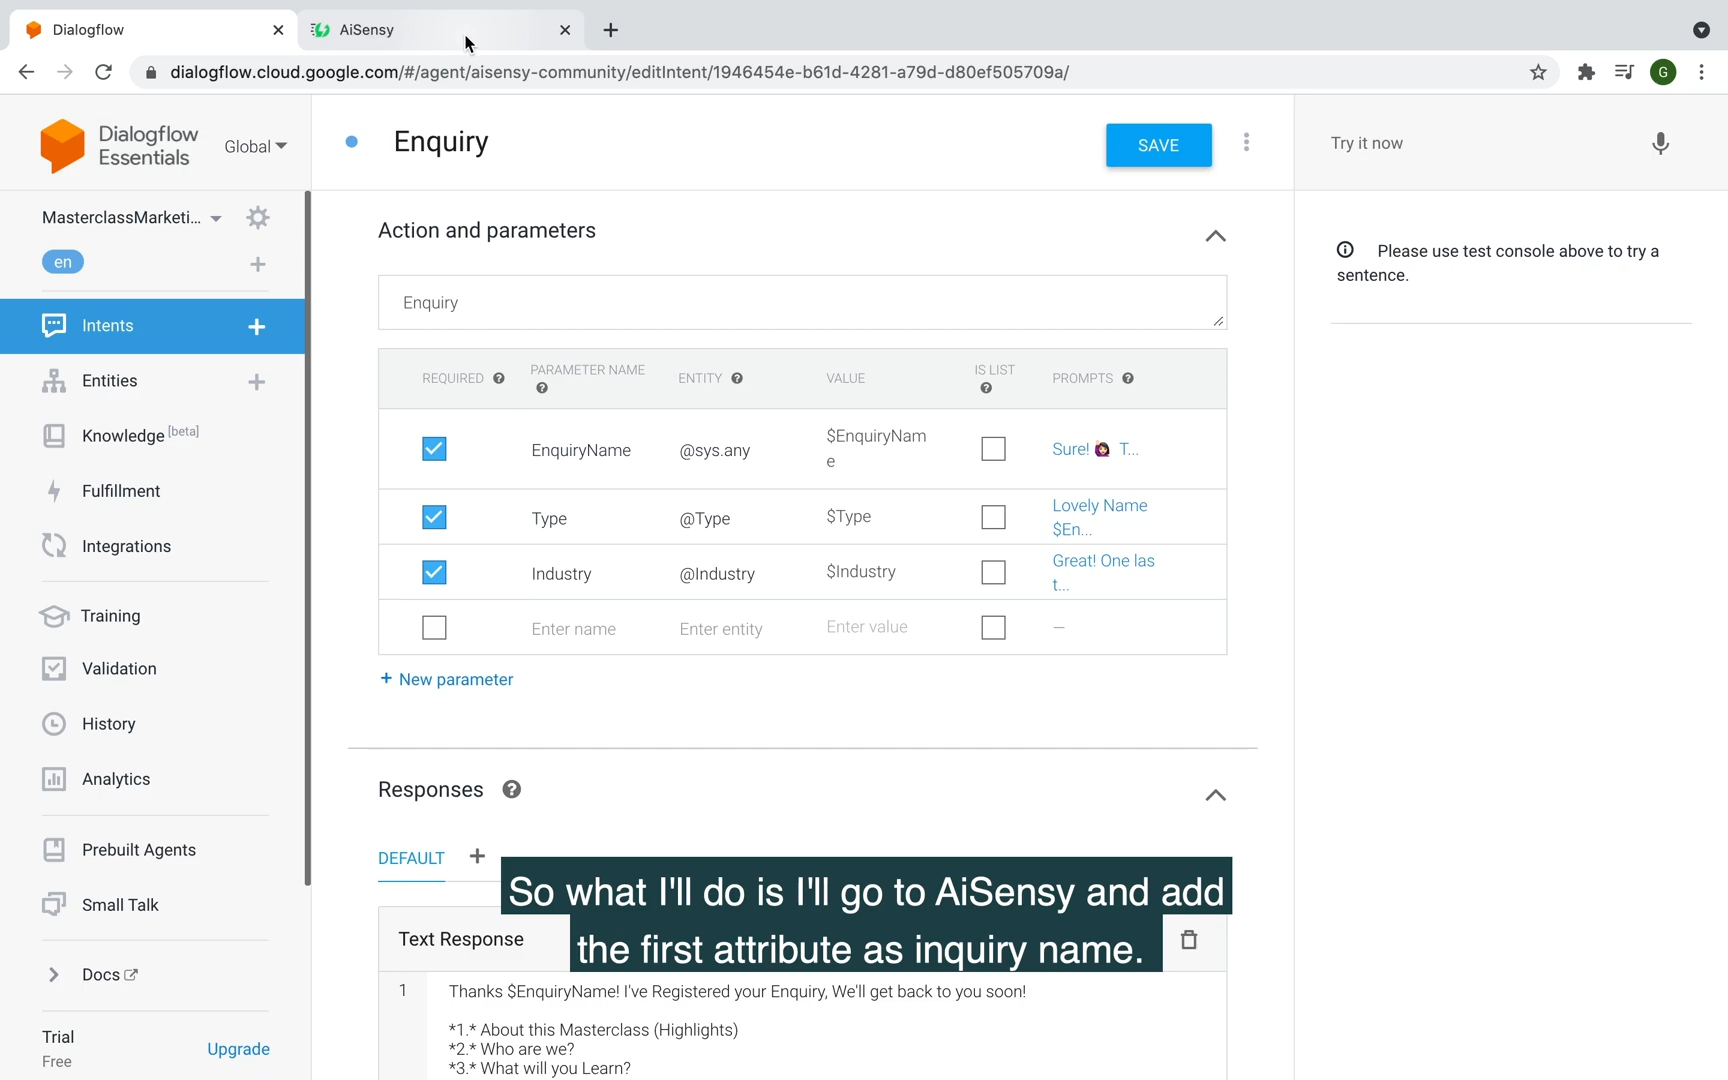 Dialogflow
AiSensy
dialogflow.cloud.google.com/#/agent/aisensy-community/editIntent/1946454e-b61d-4281-a79d-d80ef505709a/
G
Dialogflow
Essentials
Global
MasterclassMarketi...
en
Intents
Entities
Knowledge [beta]
Fulfillment
Integrations
Training
Validation
History
Analytics
Prebuilt Agents
Small Talk
Docs
Trial
Free
Upgrade
Enquiry
SAVE
Action and parameters
Enquiry
REQUIRED
PARAMETER NAME
ENTITY
VALUE
IS LIST
PROMPTS
EnquiryName
@sys.any
$EnquiryNam
e
Sure! 🙋🏻‍♀️ T...
Type
@Type
$Type
Lovely Name
$En...
Industry
@Industry
$Industry
Great! One las
t...
Enter name
Enter entity
Enter value
—
+ New parameter
Responses
DEFAULT
Text Response
1
Thanks $EnquiryName! I've Registered your Enquiry, We'll get back to you soon!
*1.* About this Masterclass (Highlights)
*2.* Who are we?
*3.* What will you Learn?
So what I'll do is I'll go to AiSensy and add
the first attribute as inquiry name.
Try it now
Please use test console above to try a
sentence.